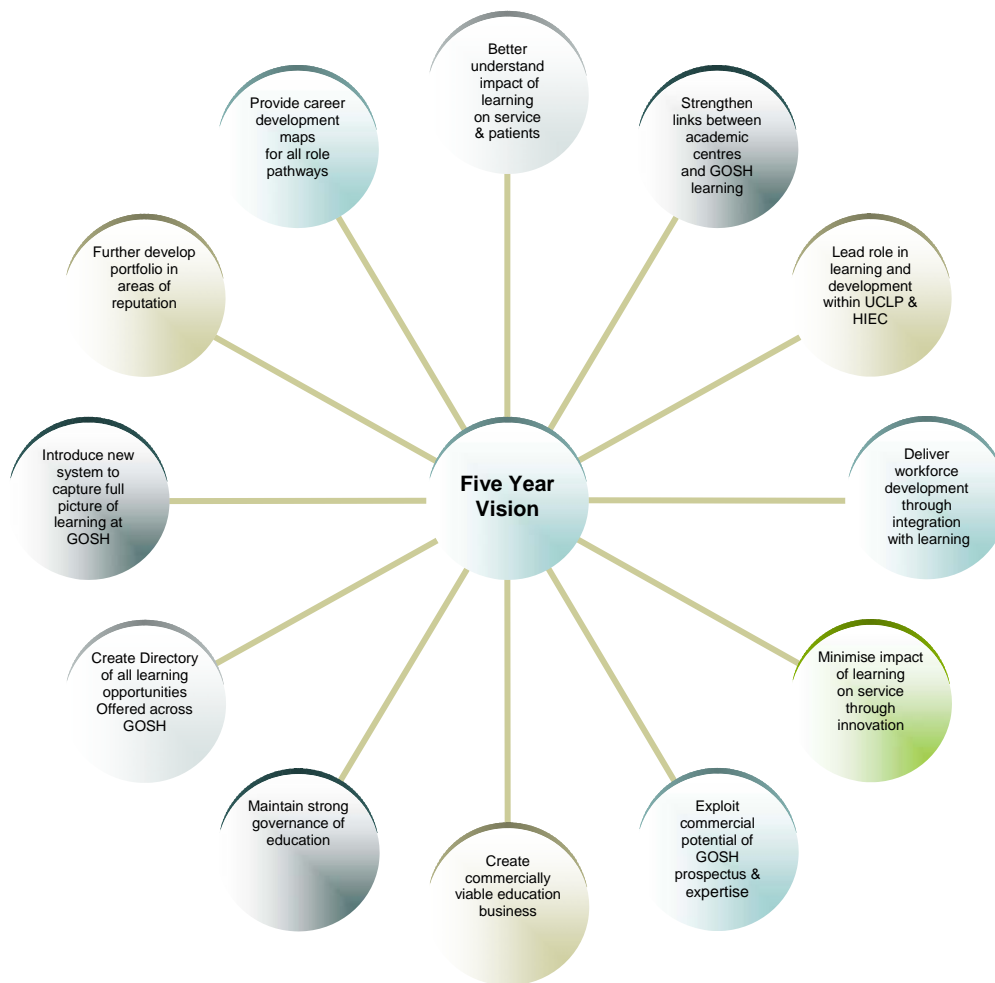 Better
understand
impact of
learning
on service
& patients
Strengthen
links between
academic
centres
and GOSH
learning
Lead role in
learning and
development
within UCLP &
HIEC
Deliver
workforce
development
through
integration
with learning
Minimise impact
of learning
on service
through
innovation
Exploit
commercial
potential of
GOSH
prospectus &
expertise
Create
commercially
viable education
business
Maintain strong
governance of
education
Create Directory
of all learning
opportunities
Offered across
GOSH
Introduce new
system to
capture full
picture of
learning at
GOSH
Further develop
portfolio in
areas of
reputation
Provide career
development
maps
for all role
pathways
Five Year
Vision